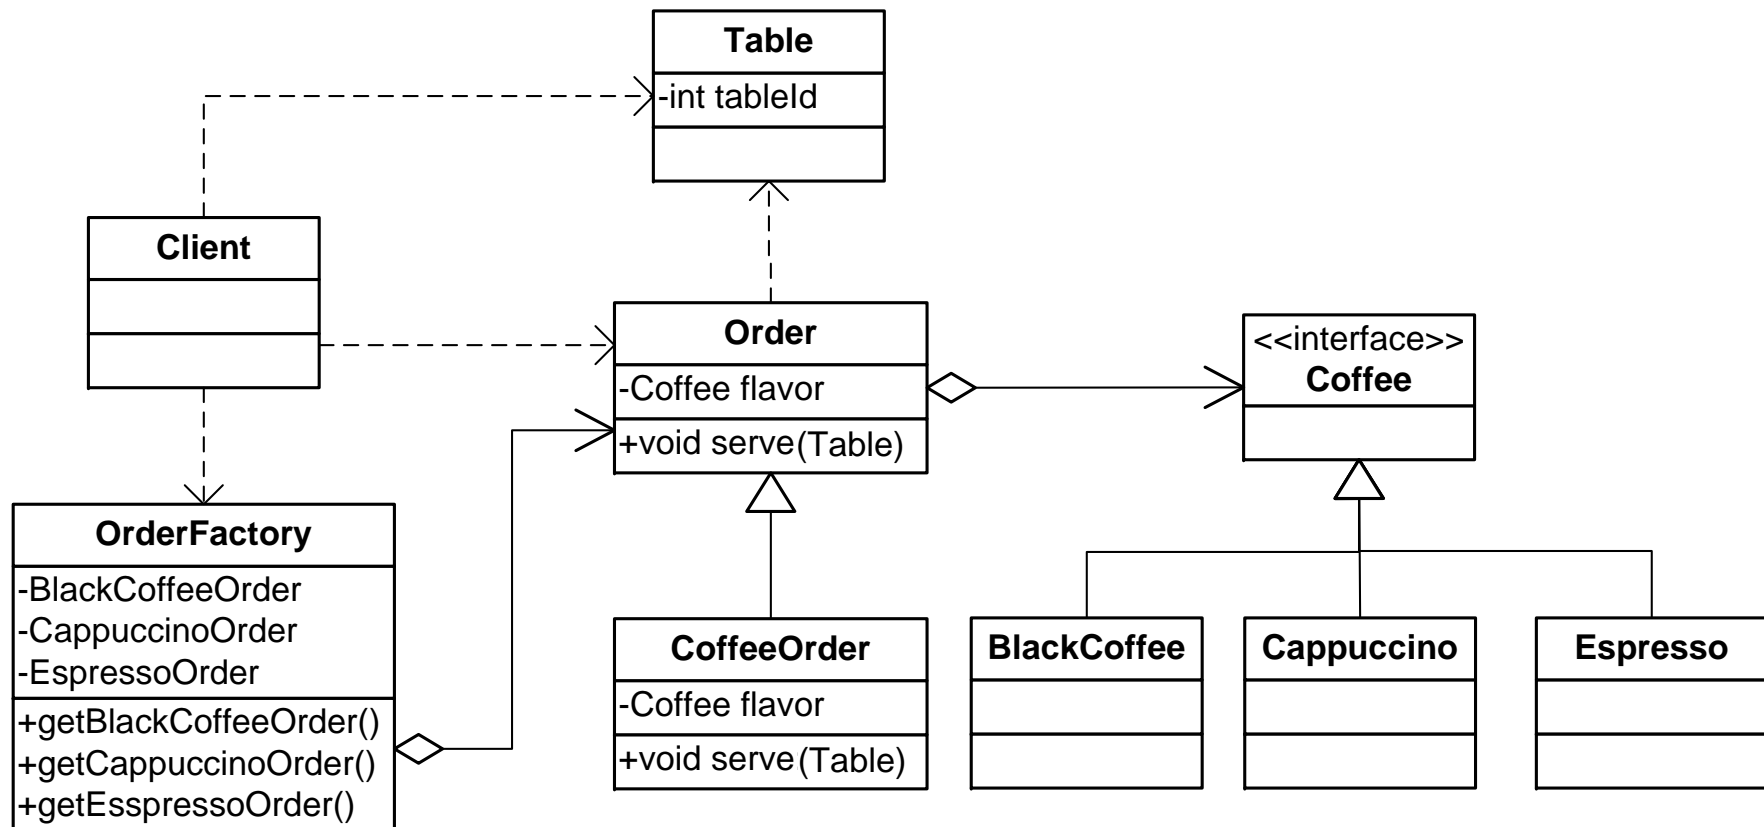 Table
-int tableId
Client
Order
-Coffee flavor
+void serve(Table)
<<interface>>
Coffee
OrderFactory
-BlackCoffeeOrder
-CappuccinoOrder
-EspressoOrder
+getBlackCoffeeOrder()
+getCappuccinoOrder()
+getEsspressoOrder()
CoffeeOrder
-Coffee flavor
+void serve(Table)
BlackCoffee
Cappuccino
Espresso